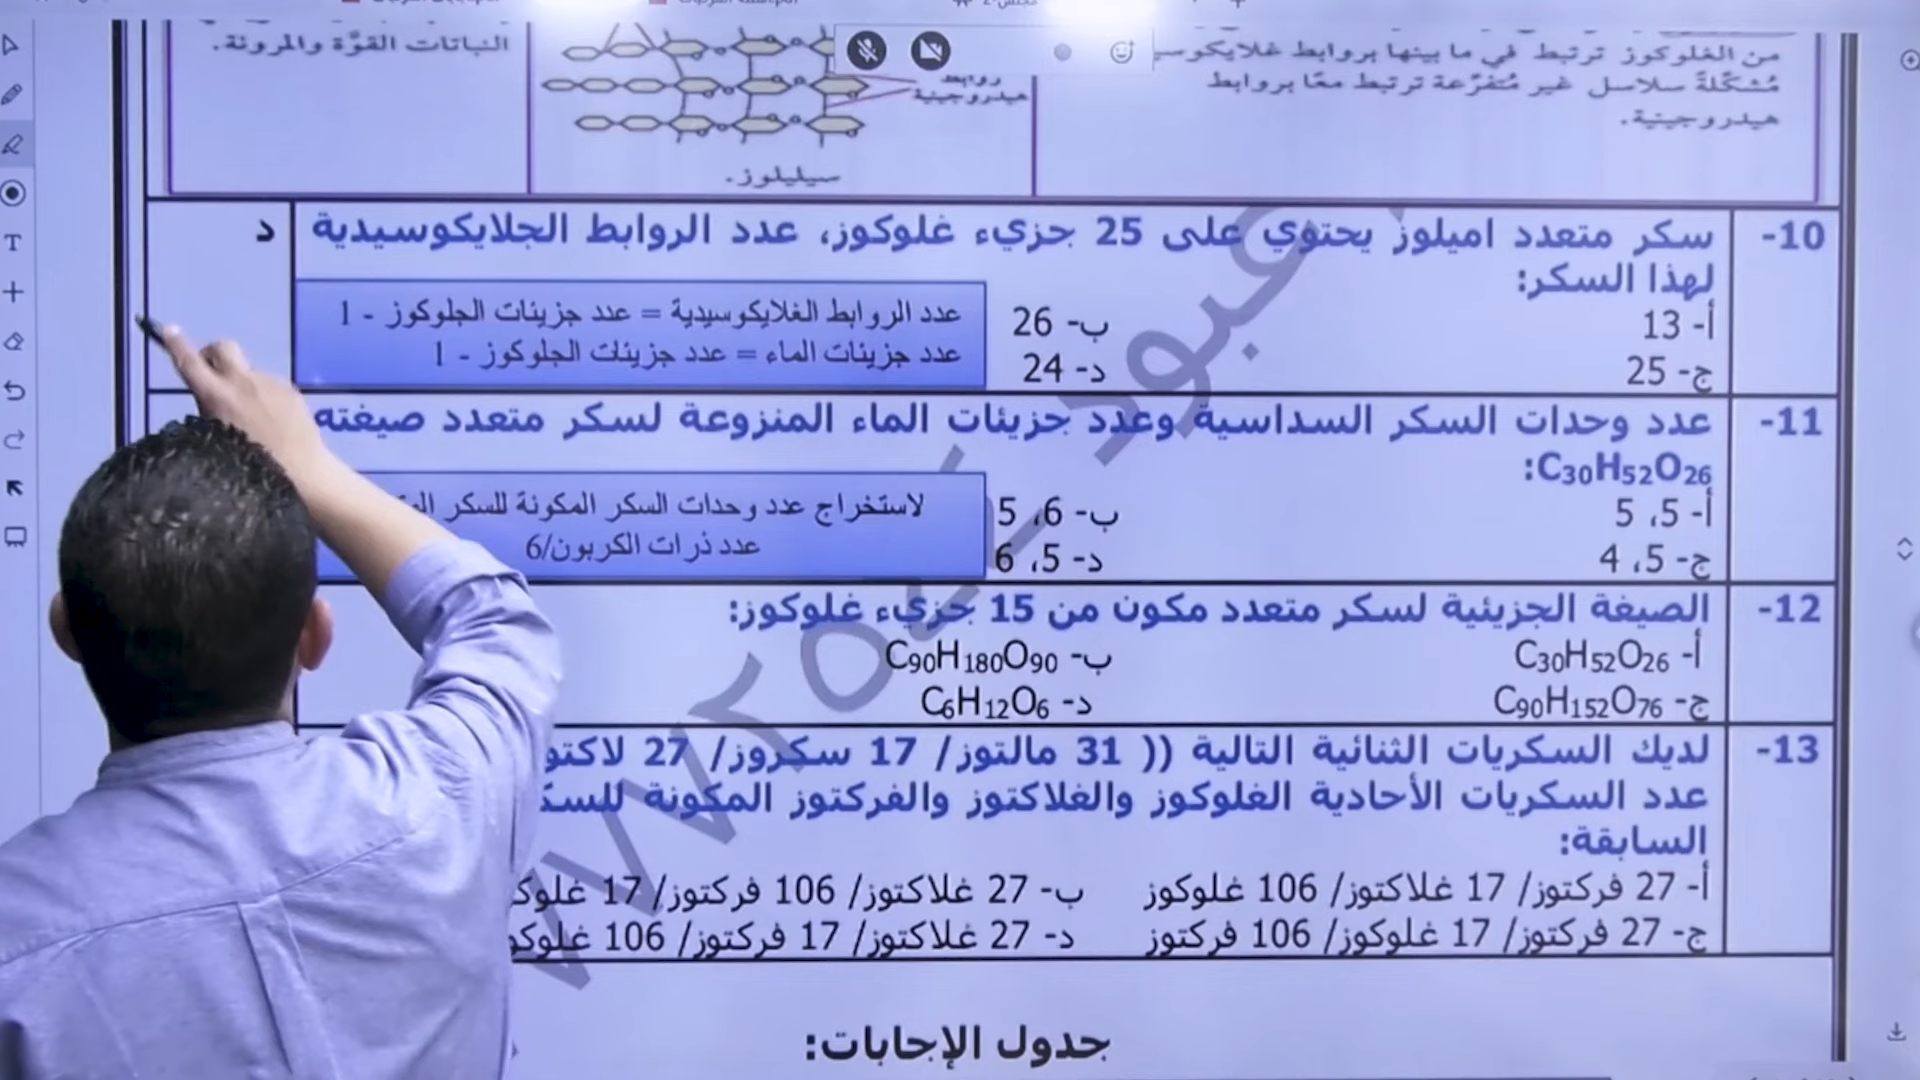 النباتات القوَّة والمرونة.
من الغلوكوز ترتبط في ما بينها بروابط
مُشكّلةً سلاسل غير مُتفرّعة ترتبط معًا بروابط
هيدروجينية.
روابط
هيدروجينية
سيليلوز.
10- سكر متعدد اميلوز يحتوي على 25 جزيء غلوكوز، عدد الروابط الجلايكوسيدية
لهذا السكر:
أ- 13 ب- 26
ج- 25 د- 24
عدد الروابط الغلايكوسيدية = عدد جزيئات الجلوكوز - 1
عدد جزيئات الماء = عدد جزيئات الجلوكوز - 1
د
11- عدد وحدات السكر السداسية وعدد جزيئات الماء المنزوعة لسكر متعدد صيغته
C30H52O26:
أ- 5، 5 ب- 6، 5
ج- 5، 4 د- 5، 6
لاستخراج عدد وحدات السكر المكونة للسكر
عدد ذرات الكربون/6
12- الصيغة الجزيئية لسكر متعدد مكون من 15 جزيء غلوكوز:
أ- C30H52O26 ب- C90H180O90
ج- C90H152O76 د- C6H12O6
13- لديك السكريات الثنائية التالية (( 31 مالتوز/ 17 سكروز/ 27
عدد السكريات الأحادية الغلوكوز والغلاكتوز والفركتوز المكونة
السابقة:
أ- 27 فركتوز/ 17 غلاكتوز/ 106 غلوكوز ب- 27 غلاكتوز/ 106 فركتوز/ 17
ج- 27 فركتوز/ 17 غلوكوز/ 106 فركتوز د- 27 غلاكتوز/ 17 فركتوز/ 106
جدول الإجابات: